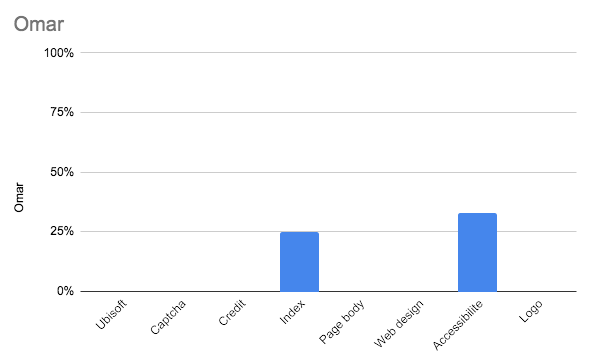 Omar
100%
75%
50%
25%
0%
Omar
Ubisoft
Captcha
Credit
Index
Page body
Web design
Accessibilite
Logo